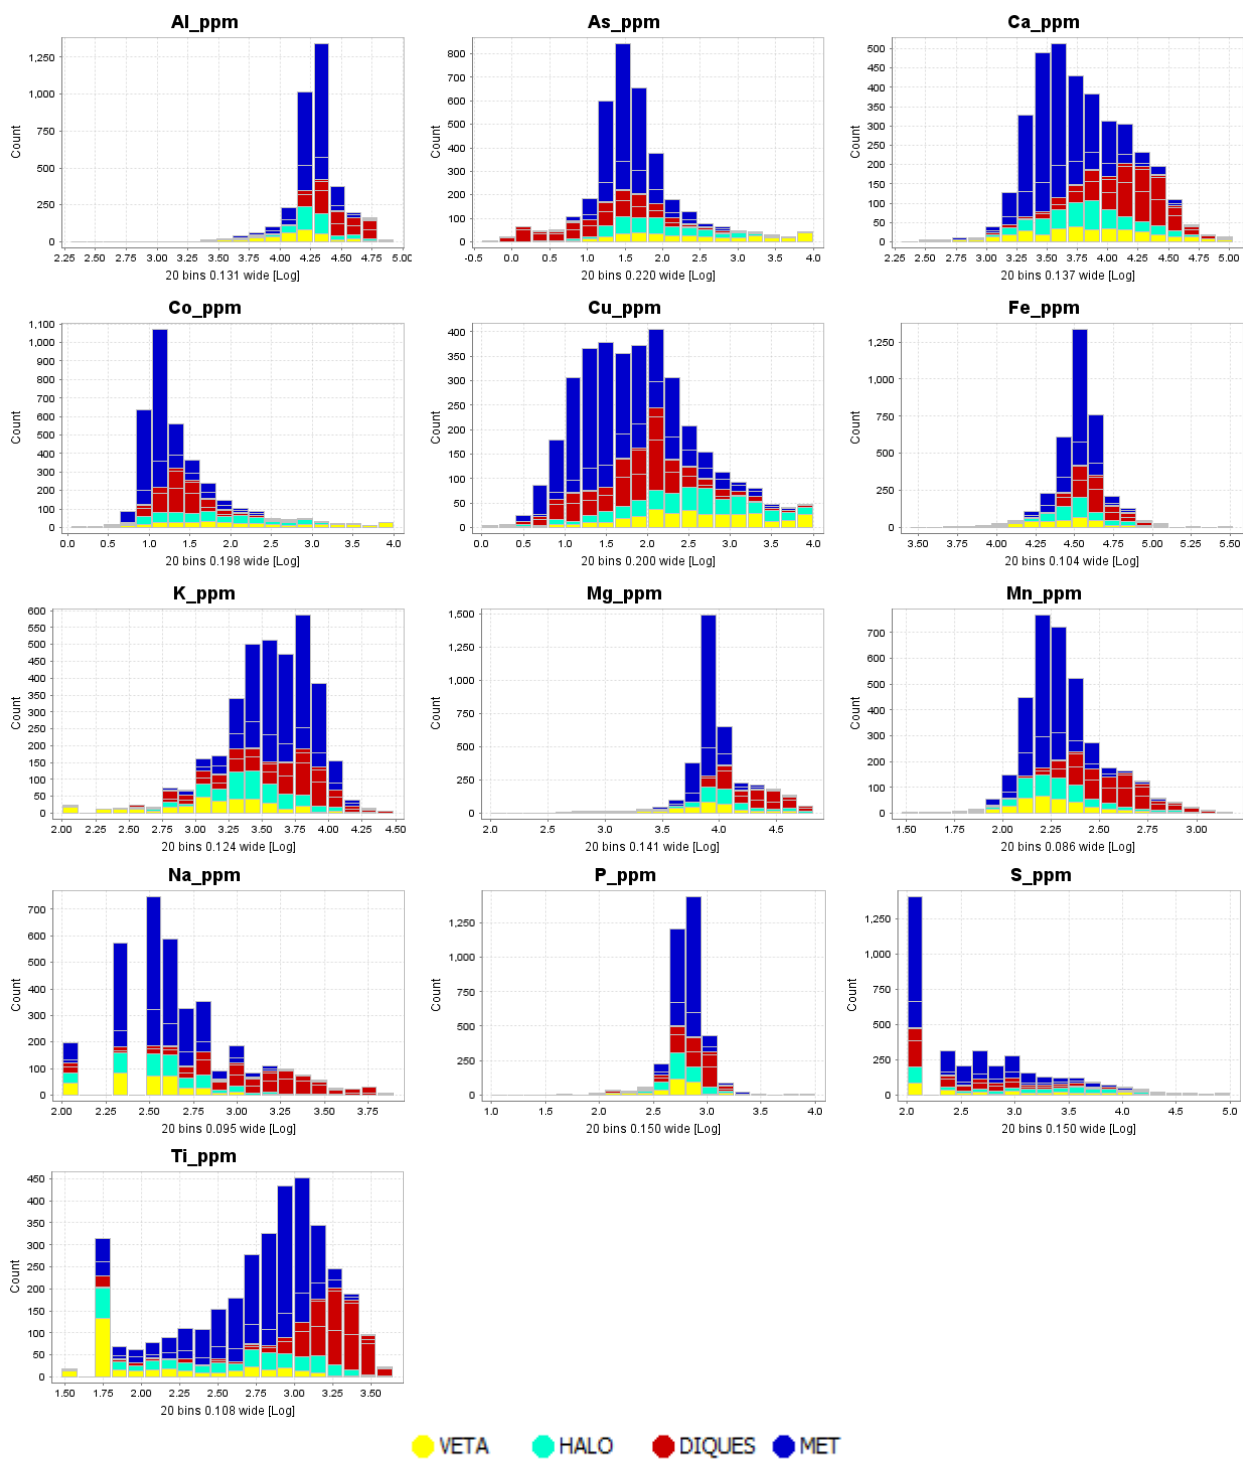 Al_ppm
1,250
1,000
750
500
250
0
Count
2.25 2.50 2.75 3.00 3.25 3.50 3.75 4.00 4.25 4.50 4.75 5.00
20 bins 0.131 wide [Log]
As_ppm
800
700
600
500
400
300
200
100
0
Count
-0.5 0.0 0.5 1.0 1.5 2.0 2.5 3.0 3.5 4.0
20 bins 0.220 wide [Log]
Ca_ppm
500
450
400
350
300
250
200
150
100
50
0
Count
2.25 2.50 2.75 3.00 3.25 3.50 3.75 4.00 4.25 4.50 4.75 5.00
20 bins 0.137 wide [Log]
Co_ppm
1,100
1,000
900
800
700
600
500
400
300
200
100
0
Count
0.0 0.5 1.0 1.5 2.0 2.5 3.0 3.5 4.0
20 bins 0.198 wide [Log]
Cu_ppm
400
350
300
250
200
150
100
50
0
Count
0.0 0.5 1.0 1.5 2.0 2.5 3.0 3.5 4.0
20 bins 0.200 wide [Log]
Fe_ppm
1,250
1,000
750
500
250
0
Count
3.50 3.75 4.00 4.25 4.50 4.75 5.00 5.25 5.50
20 bins 0.104 wide [Log]
K_ppm
600
550
500
450
400
350
300
250
200
150
100
50
0
Count
2.00 2.25 2.50 2.75 3.00 3.25 3.50 3.75 4.00 4.25 4.50
20 bins 0.124 wide [Log]
Mg_ppm
1,500
1,250
1,000
750
500
250
0
Count
2.0 2.5 3.0 3.5 4.0 4.5
20 bins 0.141 wide [Log]
Mn_ppm
700
600
500
400
300
200
100
0
Count
1.50 1.75 2.00 2.25 2.50 2.75 3.00
20 bins 0.086 wide [Log]
Na_ppm
700
600
500
400
300
200
100
0
Count
2.00 2.25 2.50 2.75 3.00 3.25 3.50 3.75
20 bins 0.095 wide [Log]
P_ppm
1,250
1,000
750
500
250
0
Count
1.0 1.5 2.0 2.5 3.0 3.5 4.0
20 bins 0.150 wide [Log]
S_ppm
1,250
1,000
750
500
250
0
Count
2.0 2.5 3.0 3.5 4.0 4.5 5.0
20 bins 0.150 wide [Log]
Ti_ppm
450
400
350
300
250
200
150
100
50
0
Count
1.50 1.75 2.00 2.25 2.50 2.75 3.00 3.25 3.50
20 bins 0.108 wide [Log]
VETA HALO DIQUES MET